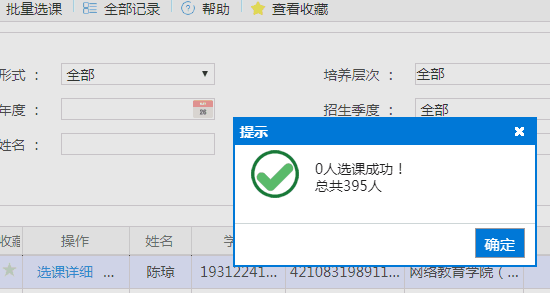 批量选课 全部记录 帮助 查看收藏
形式 ： 全部 培养层次 ： 全部
年度 ： 招生季度 ： 全部
姓名 ：
提示
0人选课成功！
总共395人
确定
收藏 操作 姓名 学
选课详细 ... 陈琼 19312241... 421083198911... 网络教育学院（...